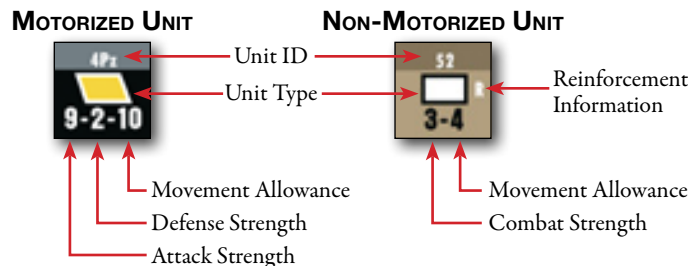 MOTORIZED UNIT
NON-MOTORIZED UNIT
4Pz
Unit ID
52
Unit Type
R
Reinforcement
Information
9-2-10
3-4
Movement Allowance
Movement Allowance
Defense Strength
Combat Strength
Attack Strength